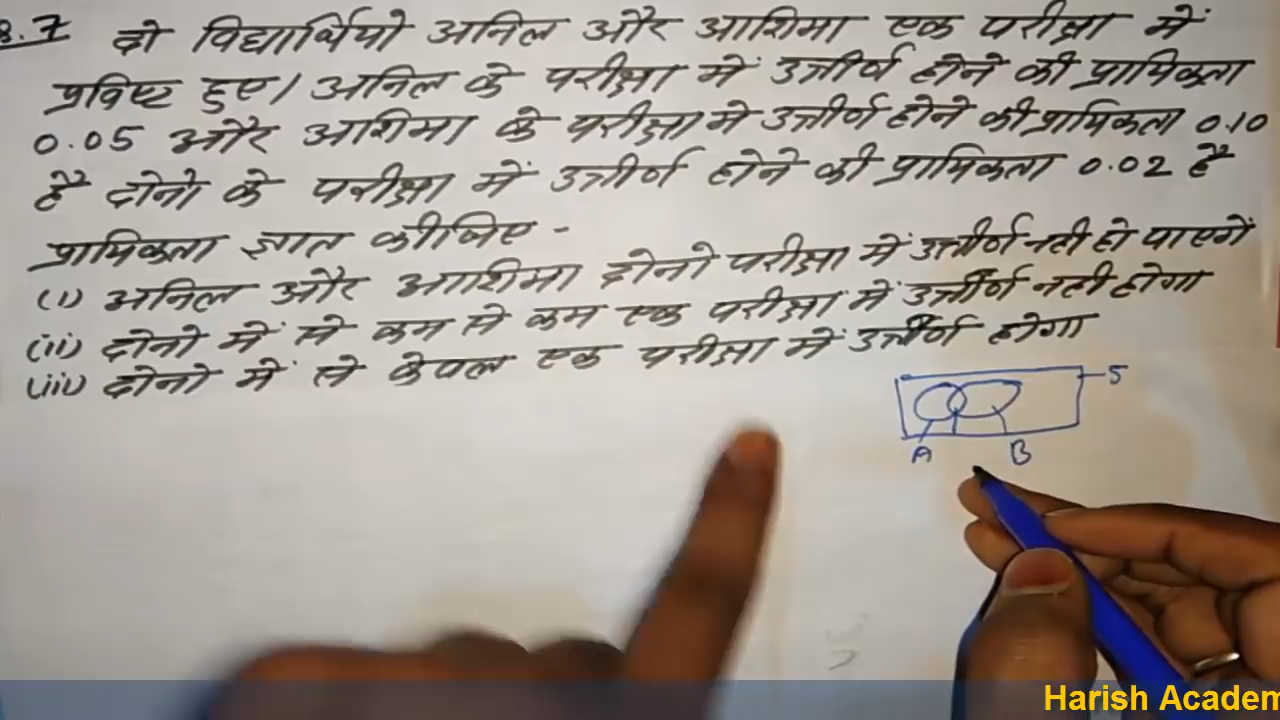 8.7 दो विद्यार्थियो अनिल और आशिमा एक परीक्षा में
प्रविष्ट हुए। अनिल के परीक्षा में उत्तीर्ण होने की प्रायिकता
0.05 और आशिमा के परीक्षा मे उत्तीर्ण होने की प्रायिकता 0.10
है दोनो के परीक्षा में उत्तीर्ण होने की प्रायिकता 0.02 है
प्रायिकता ज्ञात कीजिए -
(i) अनिल और आशिमा दोनो परीक्षा में उत्तीर्ण नही हो पाएगें
(ii) दोनो में से कम से कम एक परीक्षा में उत्तीर्ण नही होगा
(iii) दोनो में से केवल एक परीक्षा में उत्तीर्ण होगा
S
A B
Harish Academ